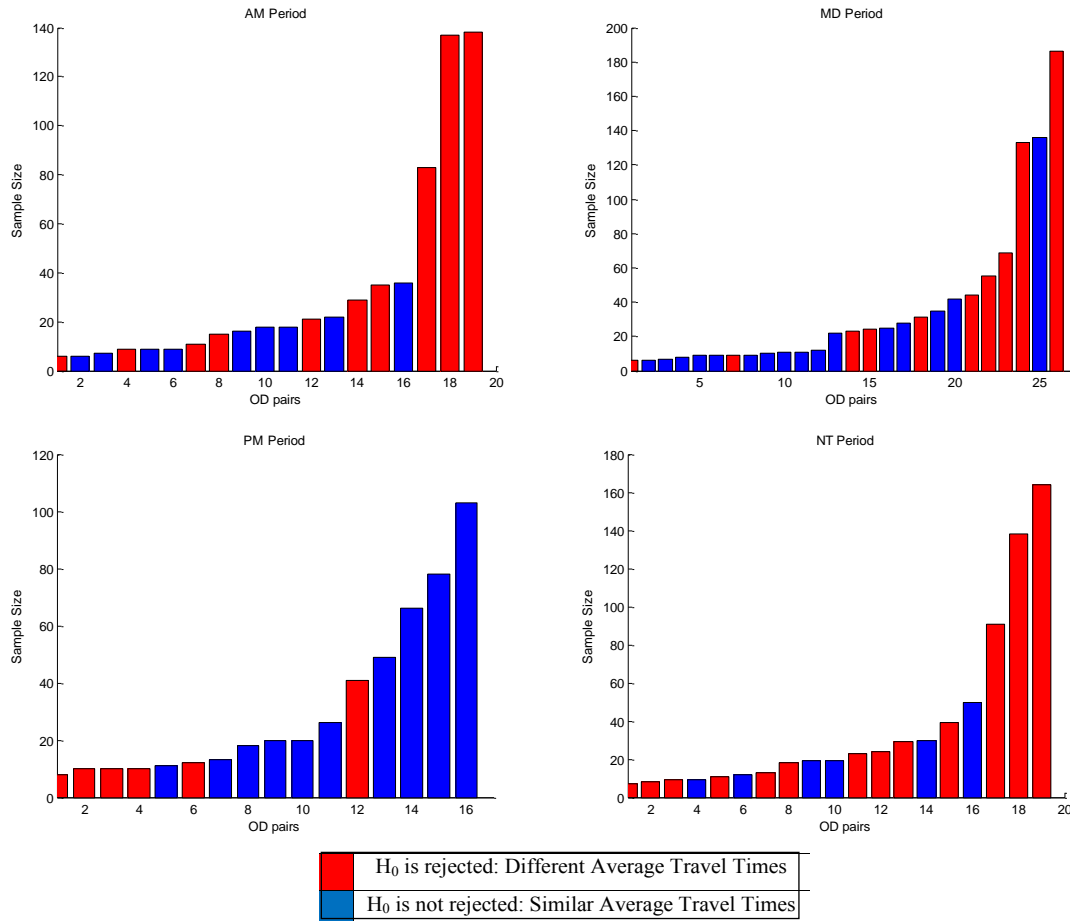 AM Period
140
120
100
80
60
40
20
0
Sample Size
2 4 6 8 10 12 14 16 18 20
OD pairs
MD Period
200
180
160
140
120
100
80
60
40
20
0
Sample Size
5 10 15 20 25
OD pairs
PM Period
120
100
80
60
40
20
0
Sample Size
2 4 6 8 10 12 14 16
OD pairs
NT Period
180
160
140
120
100
80
60
40
20
0
Sample Size
2 4 6 8 10 12 14 16 18 20
OD pairs
H₀ is rejected: Different Average Travel Times
H₀ is not rejected: Similar Average Travel Times